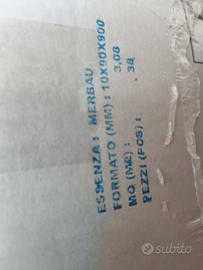 ESSENZA: MERBAU
FORMATO (MM): 10X90X900
MQ (M2): 3,08
PEZZI (PCS): 38
subito